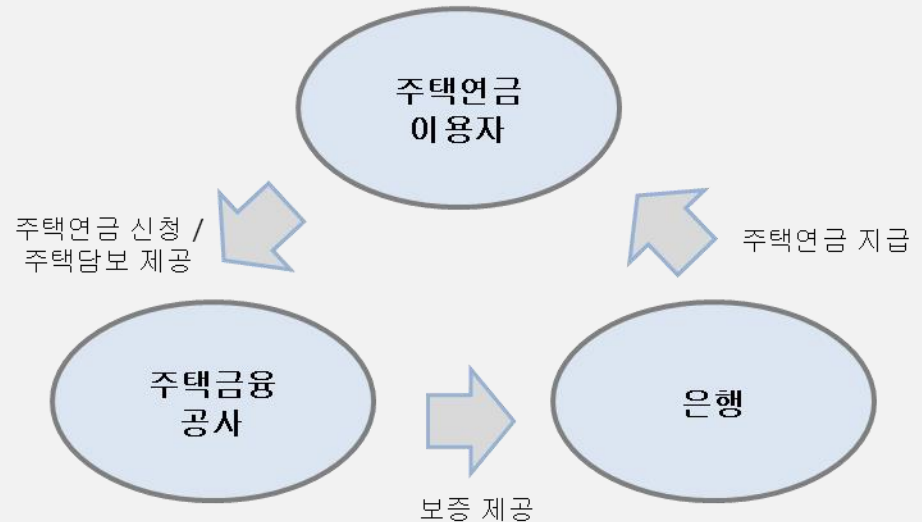 주택연금
이용자
주택연금 신청 /
주택담보 제공
주택연금 지급
주택금융
공사
은행
보증 제공